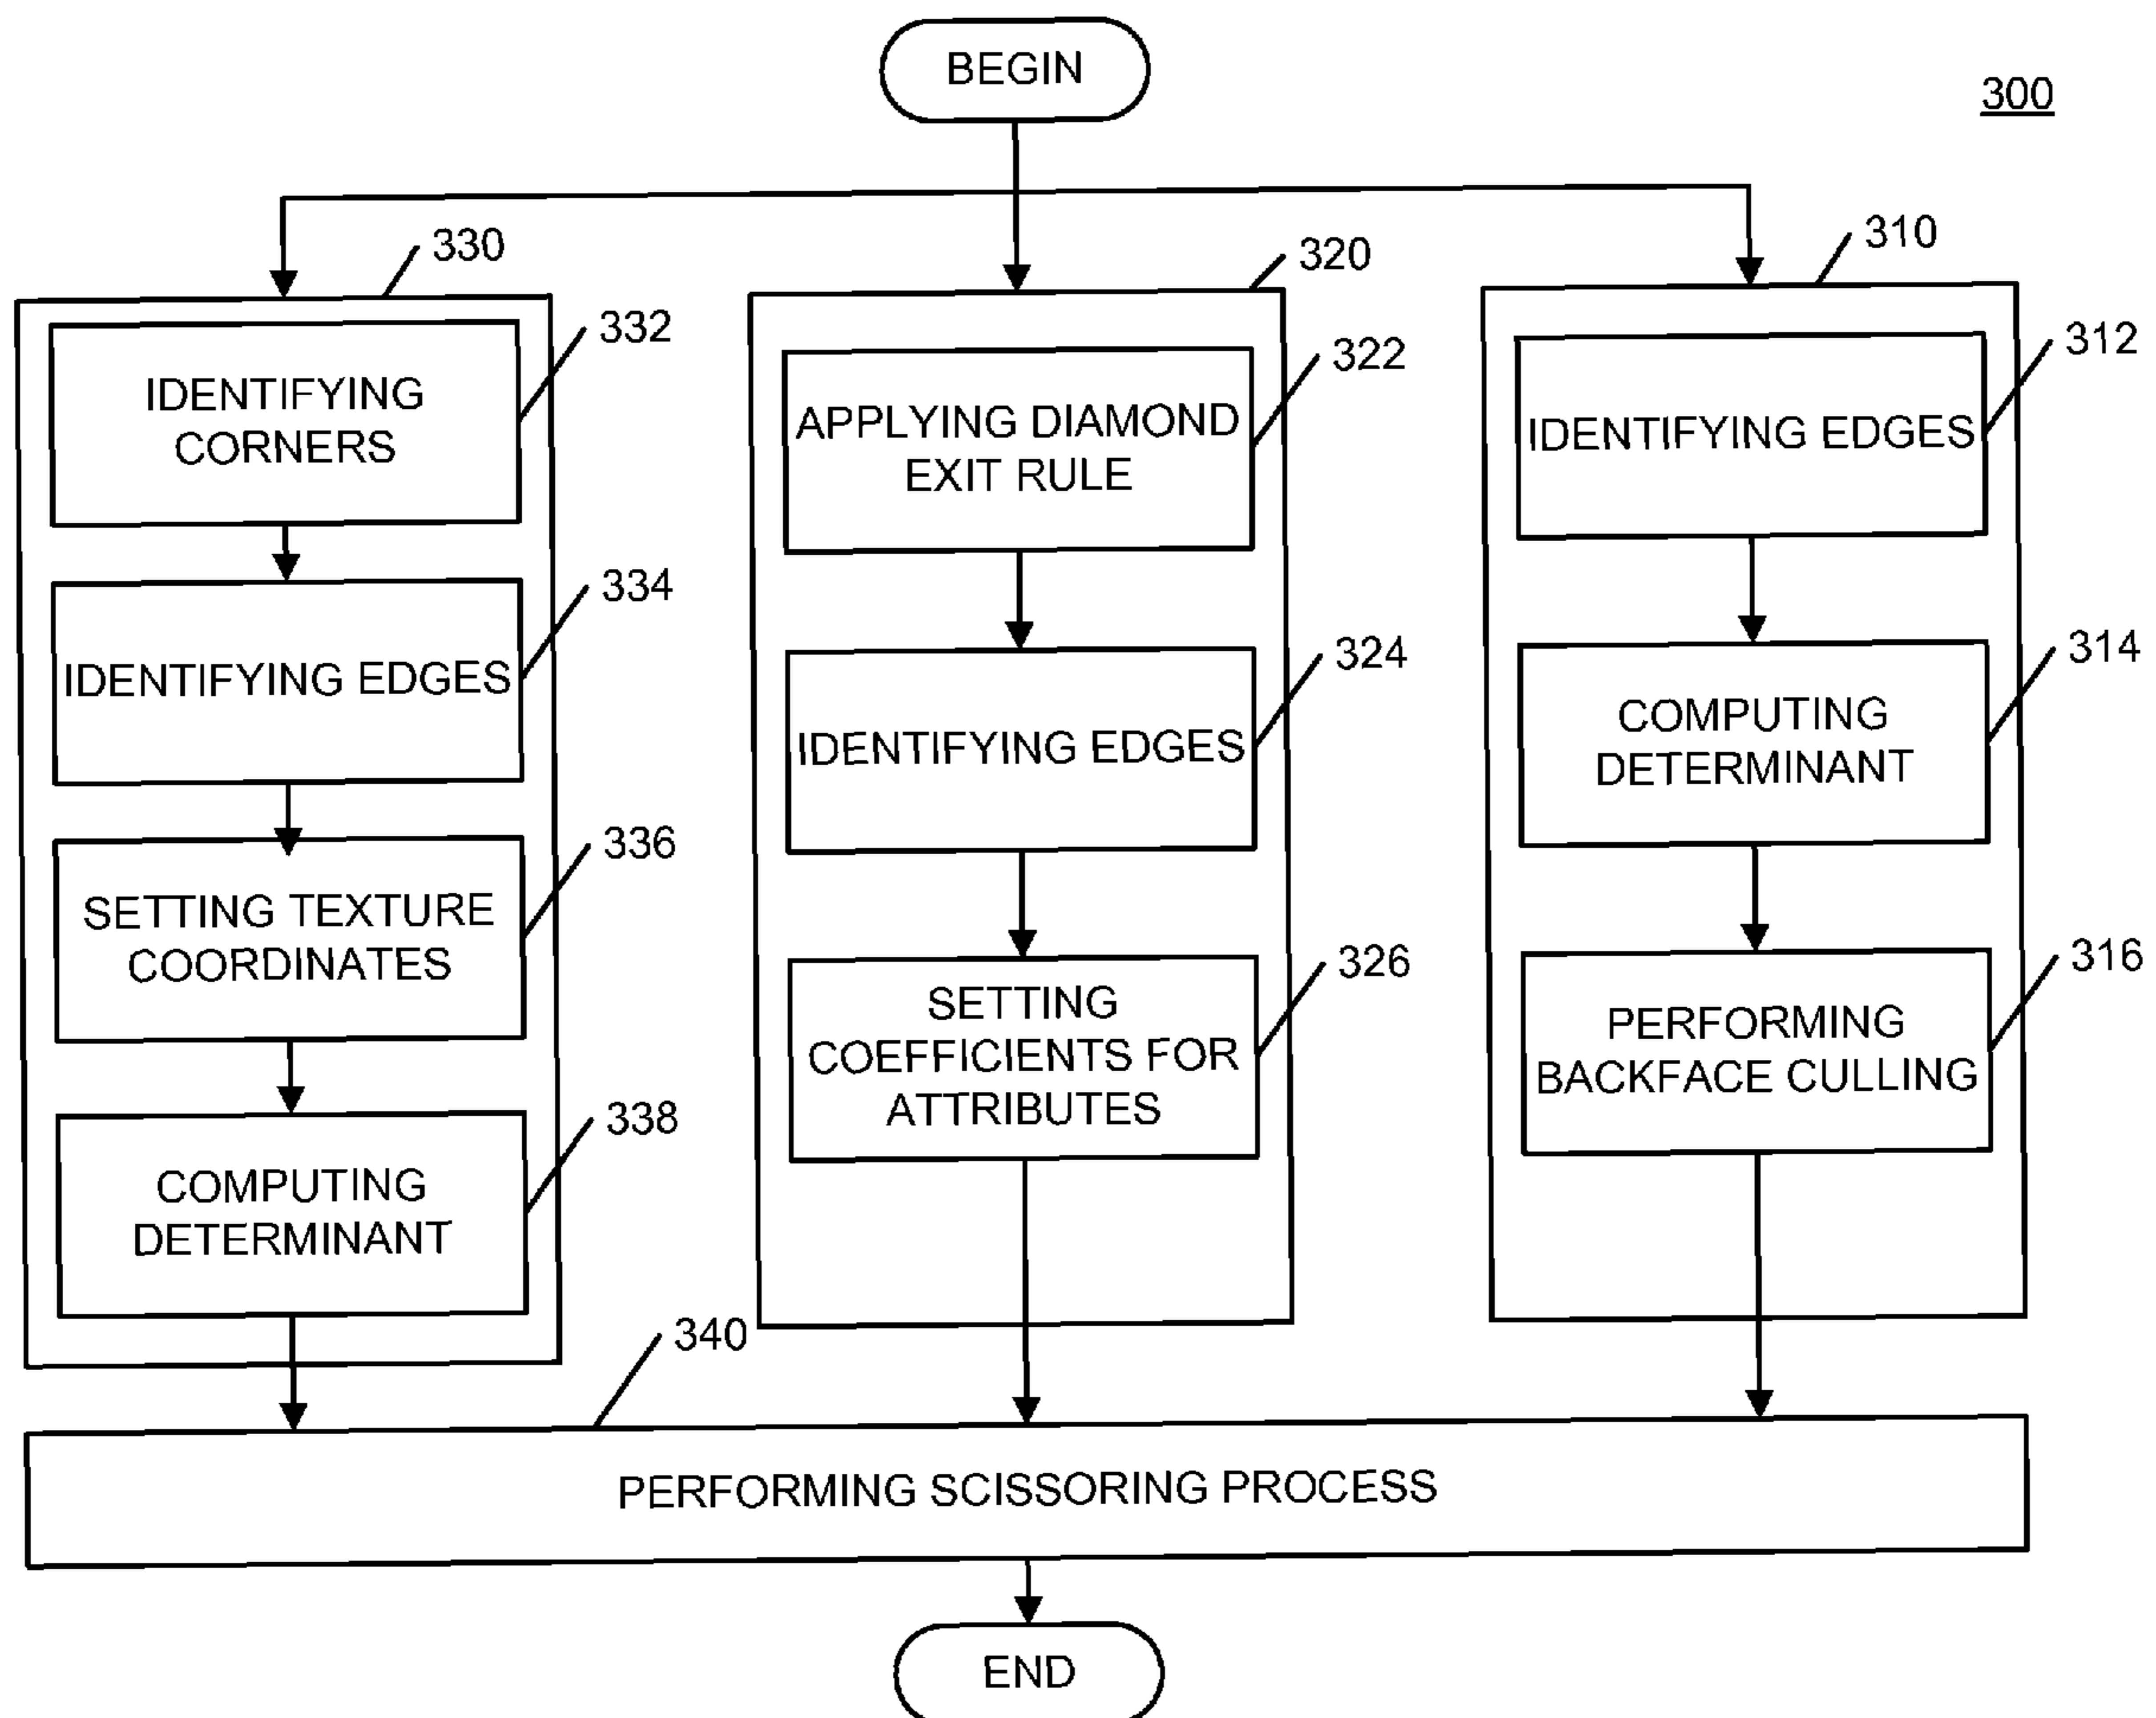 BEGIN
300
330
320
310
332
IDENTIFYING
CORNERS
322
APPLYING DIAMOND
EXIT RULE
312
IDENTIFYING EDGES
334
IDENTIFYING EDGES
324
IDENTIFYING EDGES
314
COMPUTING
DETERMINANT
336
SETTING TEXTURE
COORDINATES
326
SETTING
COEFFICIENTS FOR
ATTRIBUTES
316
PERFORMING
BACKFACE CULLING
338
COMPUTING
DETERMINANT
340
PERFORMING SCISSORING PROCESS
END